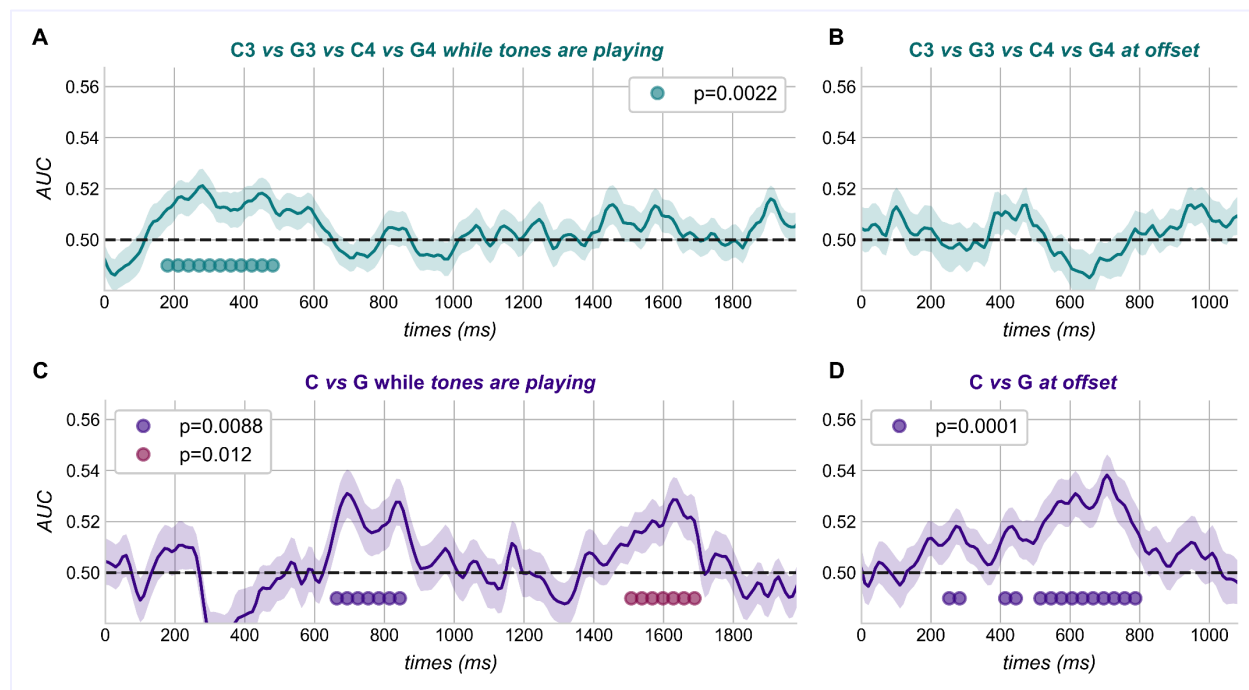 A
C3 vs G3 vs C4 vs G4 while tones are playing
p=0.0022
AUC
0.56
0.54
0.52
0.50
0 200 400 600 800 1000 1200 1400 1600 1800
times (ms)
B
C3 vs G3 vs C4 vs G4 at offset
0.56
0.54
0.52
0.50
0 200 400 600 800 1000
times (ms)
C
C vs G while tones are playing
p=0.0088
p=0.012
AUC
0.56
0.54
0.52
0.50
0 200 400 600 800 1000 1200 1400 1600 1800
times (ms)
D
C vs G at offset
p=0.0001
0.56
0.54
0.52
0.50
0 200 400 600 800 1000
times (ms)